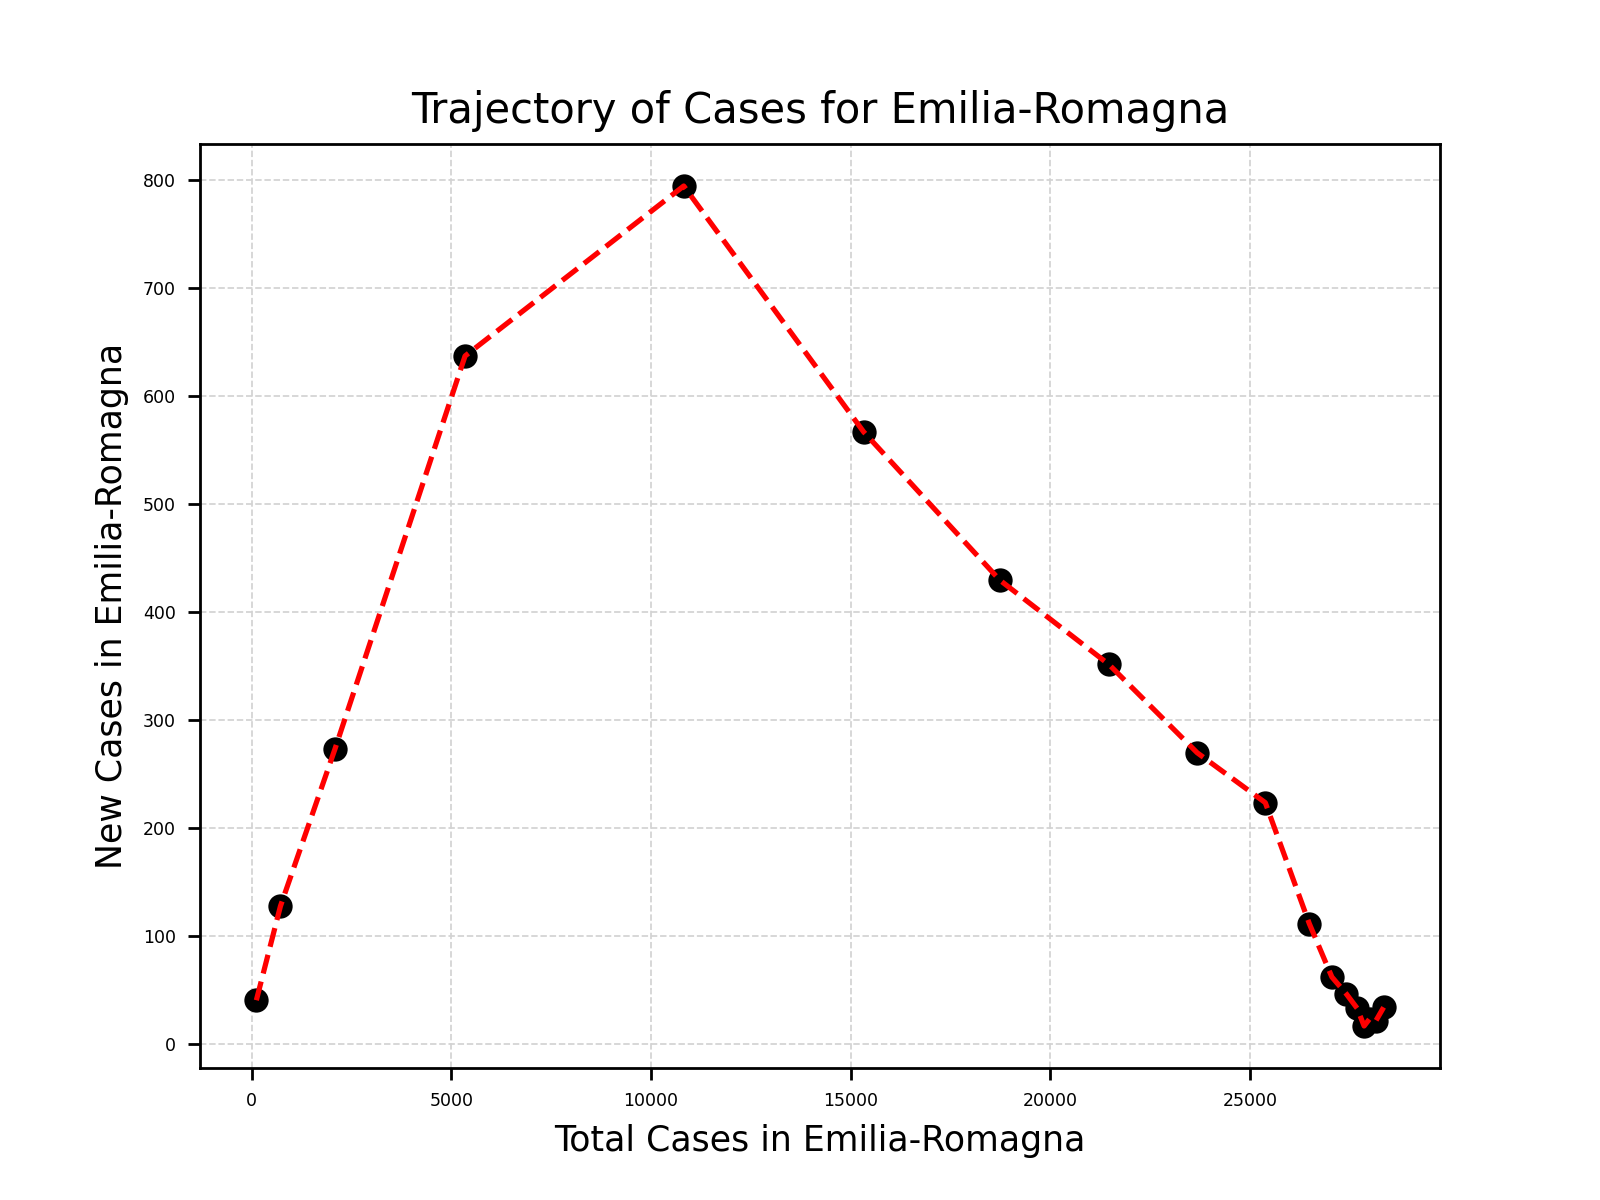 Trajectory of Cases for Emilia-Romagna
New Cases in Emilia-Romagna
800
700
600
500
400
300
200
100
0
0 5000 10000 15000 20000 25000
Total Cases in Emilia-Romagna